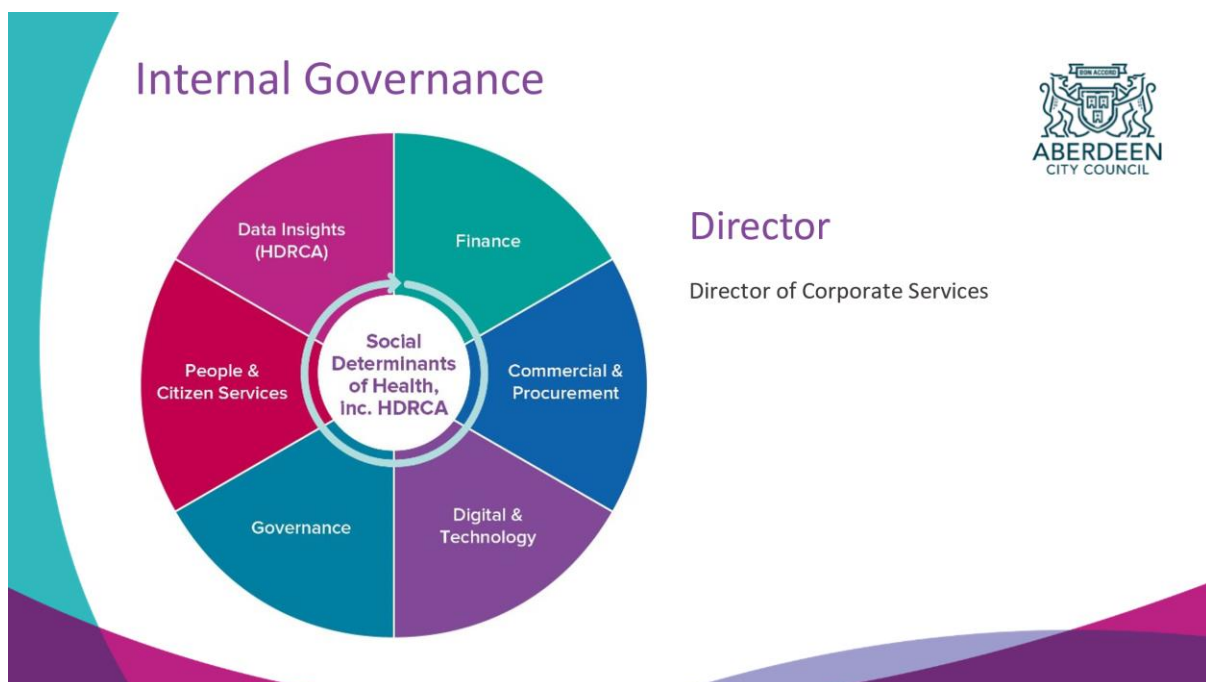 Internal Governance
BON ACCORD
ABERDEEN
CITY COUNCIL
Data Insights
(HDRCA)
Finance
People &
Citizen Services
Social
Determinants
of Health,
inc. HDRCA
Commercial &
Procurement
Governance
Digital &
Technology
Director
Director of Corporate Services